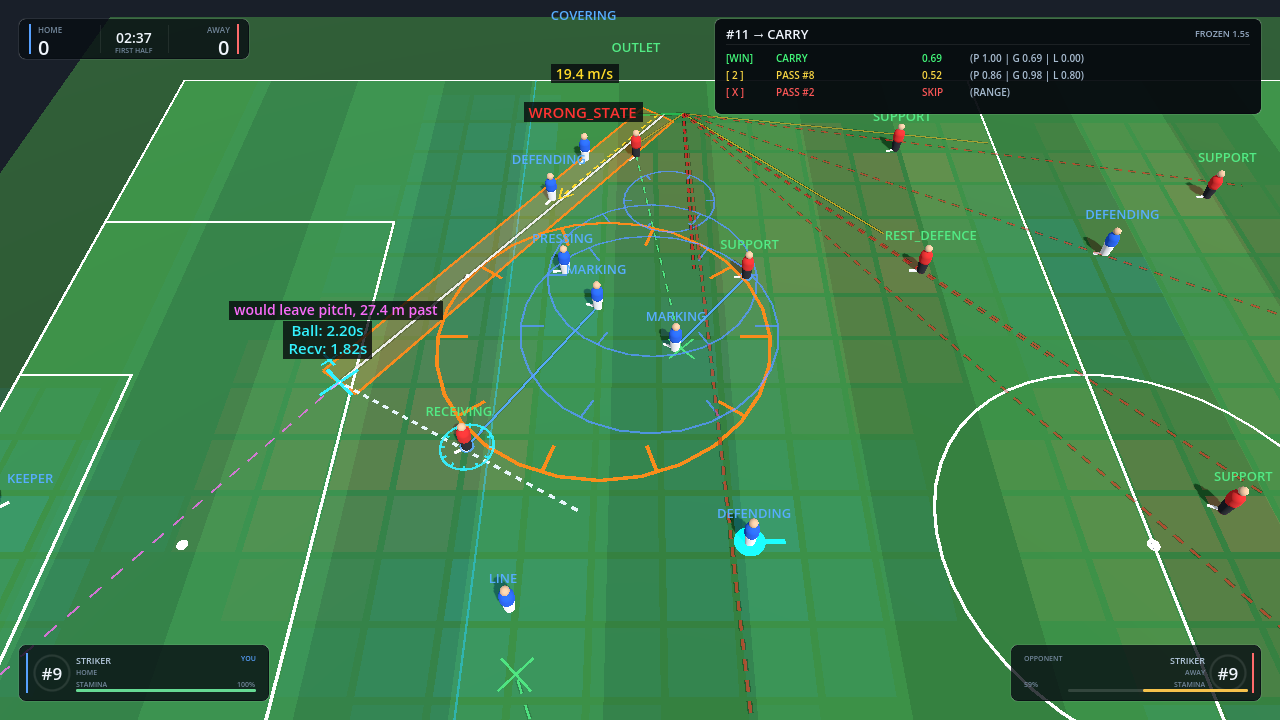 COVERING
HOME
0
02:37
FIRST HALF
AWAY
0
OUTLET
19.4 m/s
WRONG_STATE
#11 → CARRY
FROZEN 1.5s
[WIN] CARRY 0.69 (P 1.00 | G 0.69 | L 0.00)
[ 2 ] PASS #8 0.52 (P 0.86 | G 0.98 | L 0.80)
[ X ] PASS #2 SKIP (RANGE)
SUPPORT
DEFENDING
SUPPORT
DEFENDING
PRESSING
SUPPORT
REST_DEFENCE
MARKING
would leave pitch, 27.4 m past
MARKING
Ball: 2.20s
Recv: 1.82s
RECEIVING
KEEPER
SUPPORT
DEFENDING
LINE
#9
STRIKER
YOU
HOME
STAMINA
100%
OPPONENT
STRIKER
AWAY
59%
STAMINA
#9